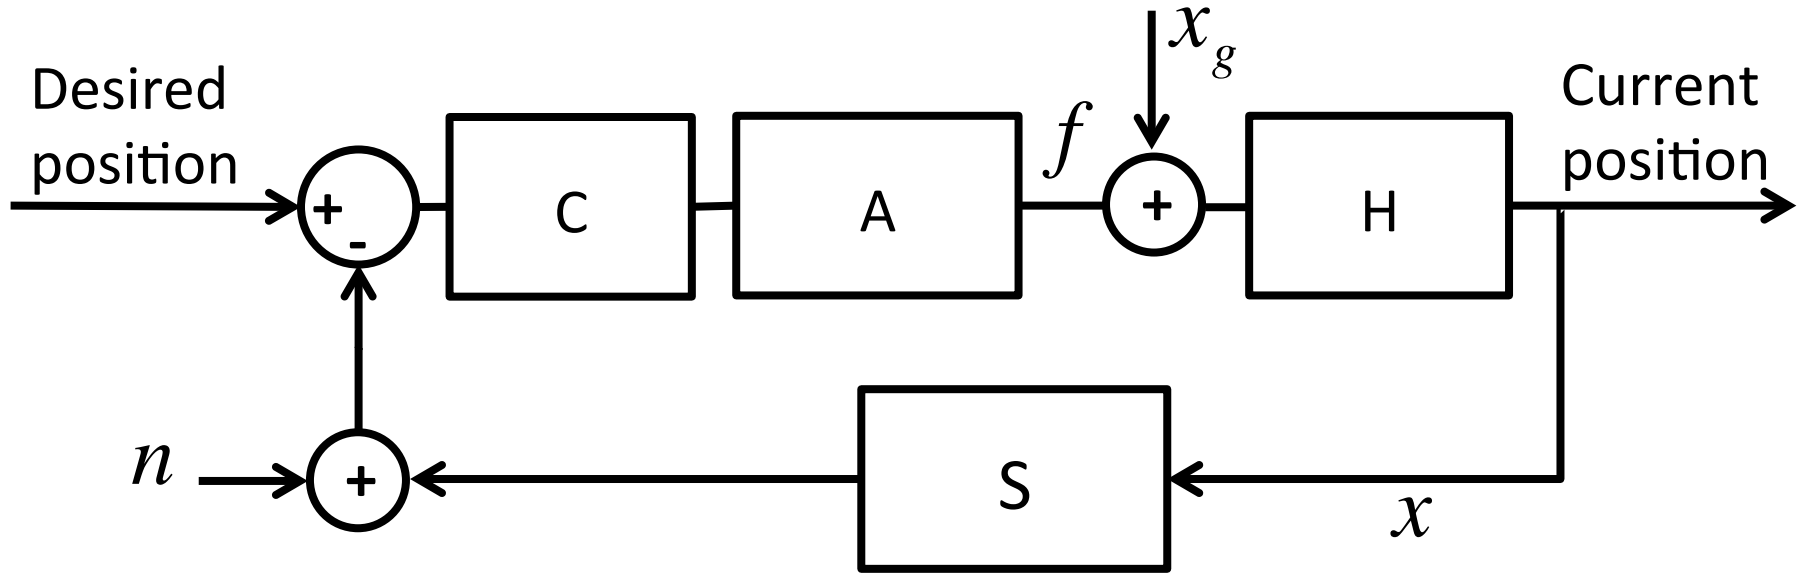 Desired
position
+
-
C
A
f
x_g
+
H
Current
position
n
+
S
x